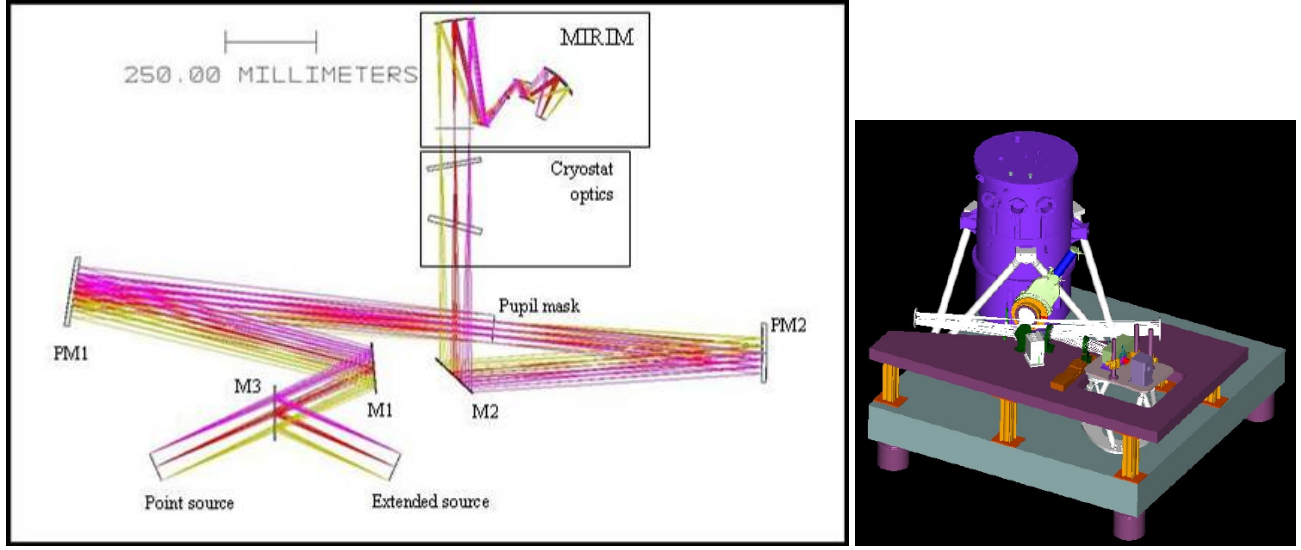 MIRIM
250.00 MILLIMETERS
Cryostat
optics
Pupil mask
PM2
PM1
M3
M1
M2
Point source
Extended source